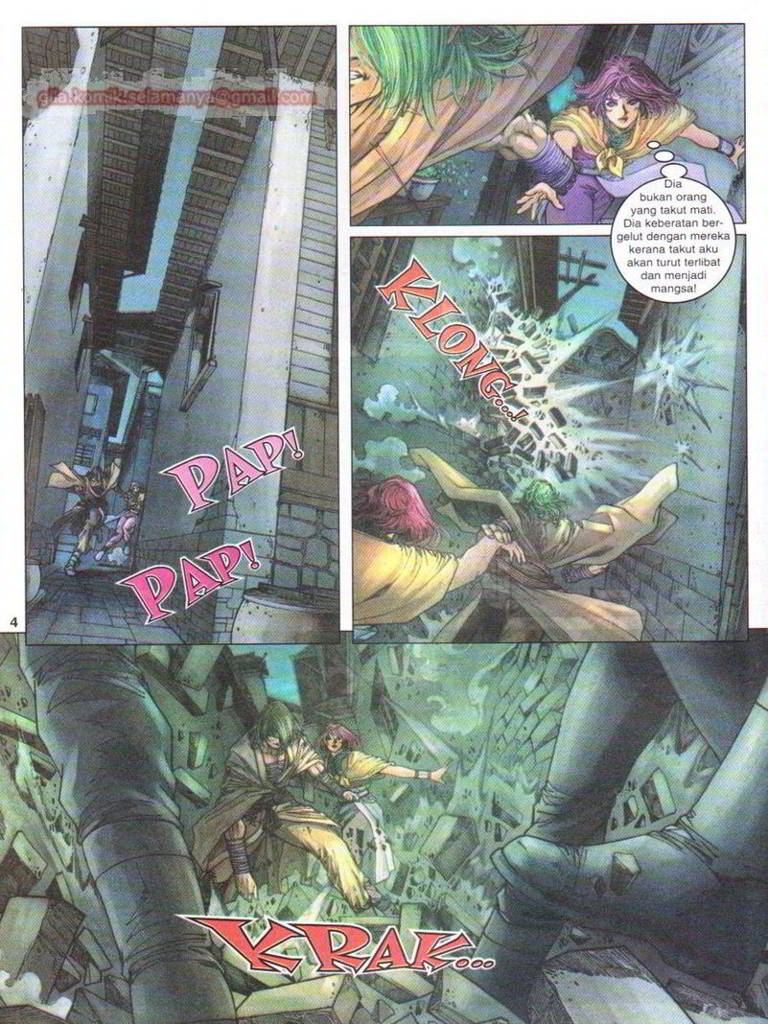 gila.komik.selamanya@gmail.com
PAP!
PAP!
Dia
bukan orang
yang takut mati.
Dia keberatan ber-
gelut dengan mereka
kerana takut aku
akan turut terlibat
dan menjadi
mangsa!
KLONG...!
4
KRAK...